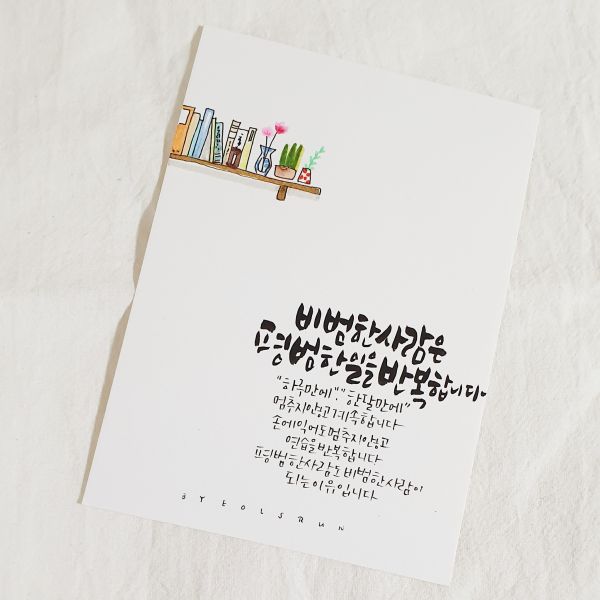 비범한 사람은
평범한 일을 반복합니다.
"하루만에" "한달만에"
멈추지않고 계속합니다
손에익어도 멈추지않고
연습을 반복합니다
평범한사람도 비범한 사람이
되는 이유입니다
BYEOLSRUN